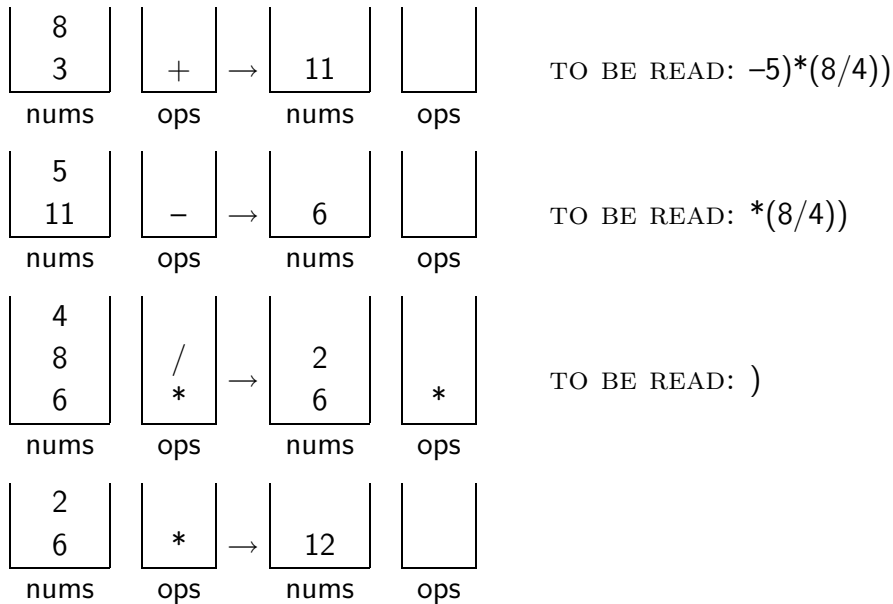 8
3 + → 11 TO BE READ: –5)*(8/4))
nums ops nums ops
5
11 – → 6 TO BE READ: *(8/4))
nums ops nums ops
4
8 / 2
6 * → 6 * TO BE READ: )
nums ops nums ops
2
6 * → 12
nums ops nums ops